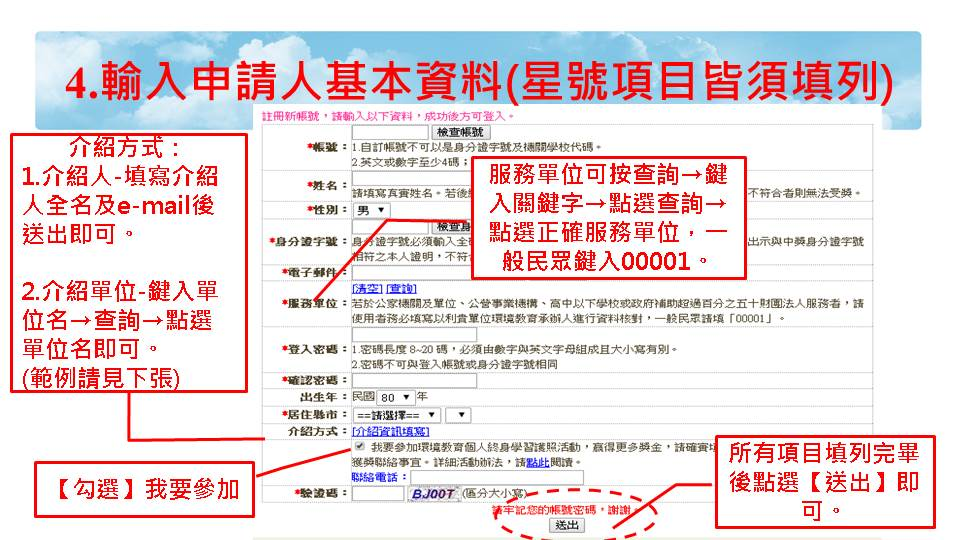 4.輸入申請人基本資料(星號項目皆須填列)
註冊新帳號，請輸入以下資料，成功後方可登入。
介紹方式：
1.介紹人-填寫介紹
人全名及e-mail後
送出即可。
2.介紹單位-鍵入單
位名→查詢→點選
單位名即可。
(範例請見下張)
【勾選】我要參加
服務單位可按查詢→鍵
入關鍵字→點選查詢→
點選正確服務單位，一
般民眾鍵入00001。
所有項目填列完畢
後點選【送出】即
可。
檢查帳號
*帳號：
1.自訂帳號不可以是身分證字號及機關學校代碼。
2.英文或數字至少4碼；
*姓名：
請填寫真實姓名。若後
不符合者則無法受獎。
*性別：
男
檢查身
*身分證字號：
身分證字號必須輸入全
出示與中獎身分證字號
相符之本人證明，不符
*電子郵件：
[清空] [查詢]
*服務單位：
若於公家機關及單位、公營事業機構、高中以下學校或政府補助超過百分之五十財團法人服務者，請
使用者務必填寫以利貴單位環境教育承辦人進行資料核對，一般民眾請填「00001」。
*登入密碼：
1.密碼長度 8~20 碼，必須由數字與英文字母組成且大小寫有別。
2.密碼不可與登入帳號或身分證字號相同
*確認密碼：
出生年：民國 80 年
*居住縣市：
==請選擇==
介紹方式：[介紹資訊填寫]
我要參加環境教育個人終身學習護照活動，贏得更多獎金，請確實
獲獎聯絡事宜。詳細活動辦法，請點此閱讀。
聯絡電話：
*驗證碼：
BJ00T (區分大小寫)
請牢記您的帳號密碼，謝謝。
送出